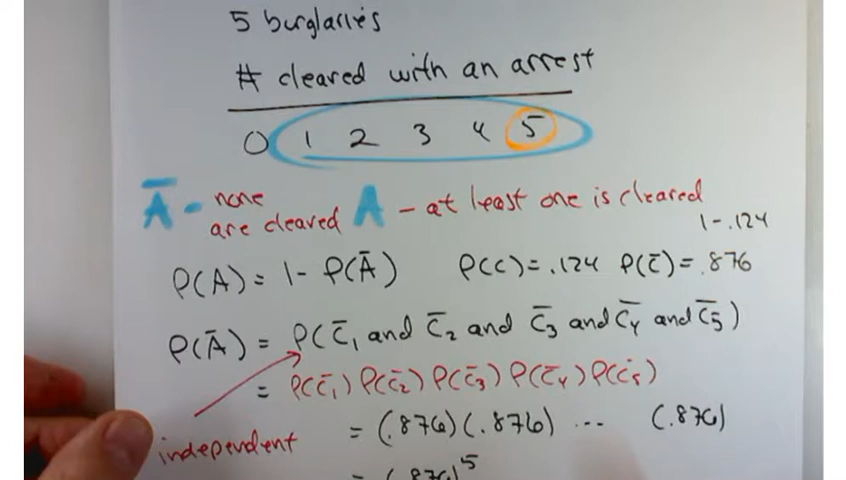 5 burglaries
# cleared with an arrest
0 1 2 3 4 5
Ā - none are cleared A - at least one is cleared
1 - .124
P(A) = 1 - P(Ā) P(C) = .124 P(C̄) = .876
P(Ā) = P(C̄₁ and C̄₂ and C̄₃ and C̄₄ and C̄₅)
= P(C̄₁) P(C̄₂) P(C̄₃) P(C̄₄) P(C̄₅)
independent = (.876)(.876) ... (.876)
= (.876)⁵